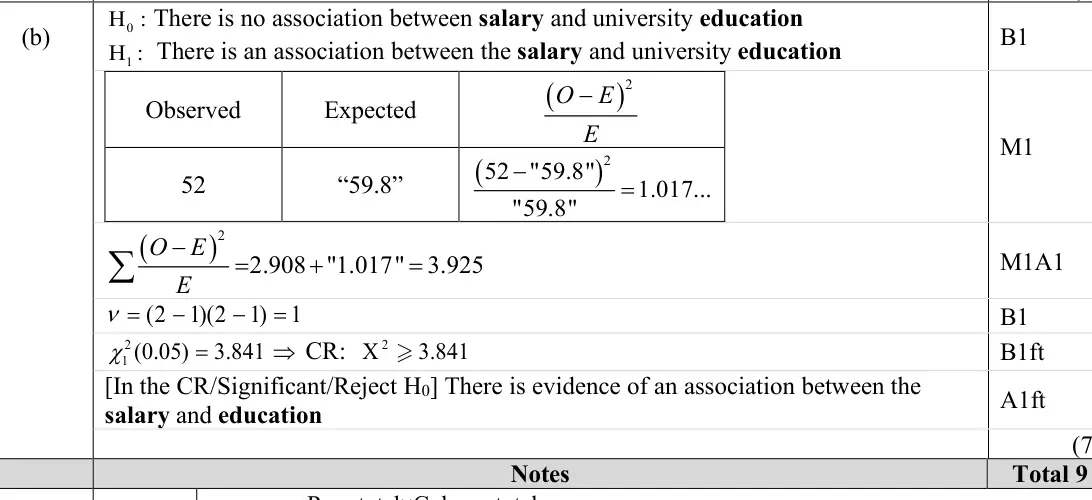 (b)
H₀ : There is no association between salary and university education
H₁ : There is an association between the salary and university education
B1
Observed Expected (O − E)² / E
52 “59.8” (52 − "59.8")² / "59.8" = 1.017...
M1
∑ (O − E)² / E = 2.908 + "1.017" = 3.925
M1A1
ν = (2 − 1)(2 − 1) = 1
B1
χ₁²(0.05) = 3.841 ⇒ CR: X² ⩾ 3.841
B1ft
[In the CR/Significant/Reject H₀] There is evidence of an association between the
salary and education
A1ft
(7
Notes Total 9